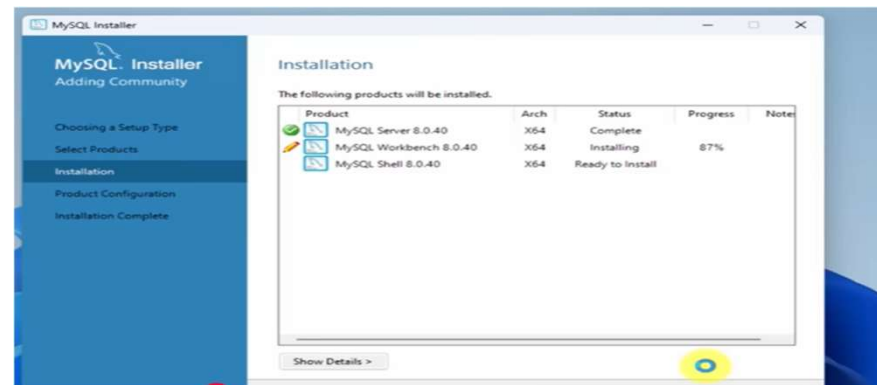 MySQL Installer
MySQL. Installer
Adding Community
Choosing a Setup Type
Select Products
Installation
Product Configuration
Installation Complete
Installation
The following products will be installed.
Product Arch Status Progress Notes
MySQL Server 8.0.40 X64 Complete
MySQL Workbench 8.0.40 X64 Installing 87%
MySQL Shell 8.0.40 X64 Ready to Install
Show Details >